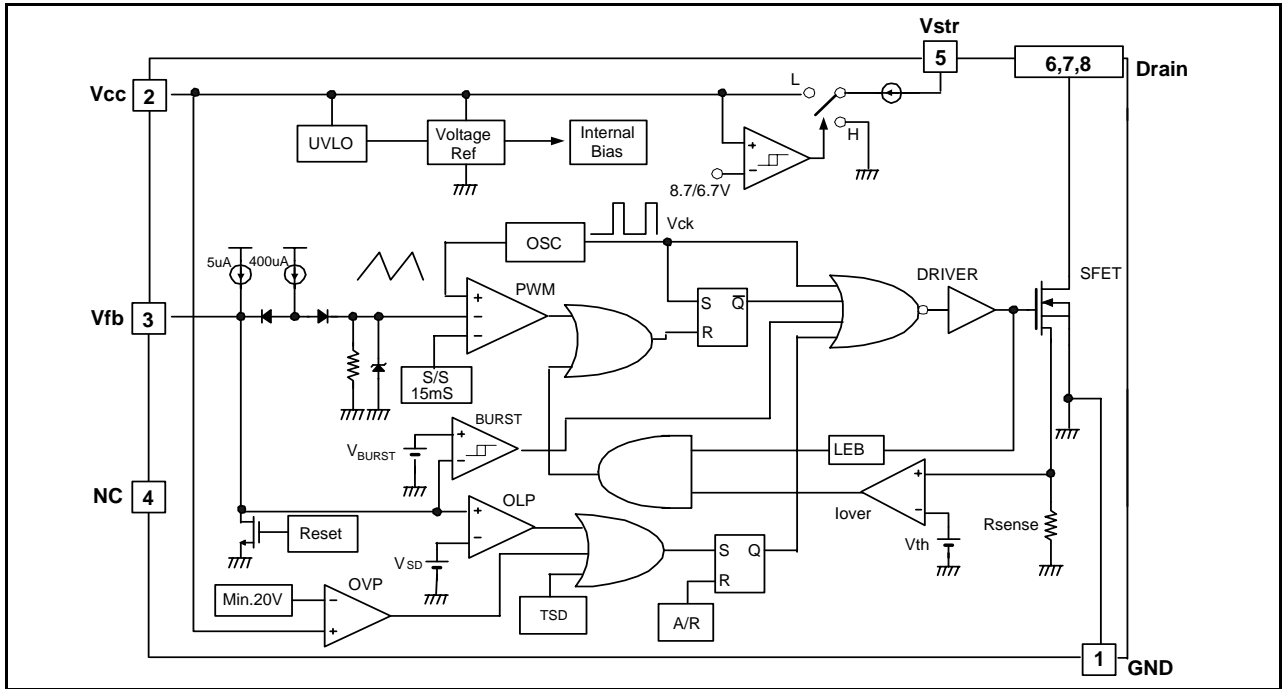 Vstr
5
6,7,8
Drain
Vcc
2
L
H
UVLO
Voltage
Ref
Internal
Bias
8.7/6.7V
Vck
OSC
5uA
400uA
PWM
DRIVER
SFET
Vfb
3
S
Q
R
S/S
15mS
BURST
VBURST
LEB
NC
4
OLP
Iover
Rsense
Reset
Vth
VSD
S
Q
R
OVP
Min.20V
TSD
A/R
1
GND